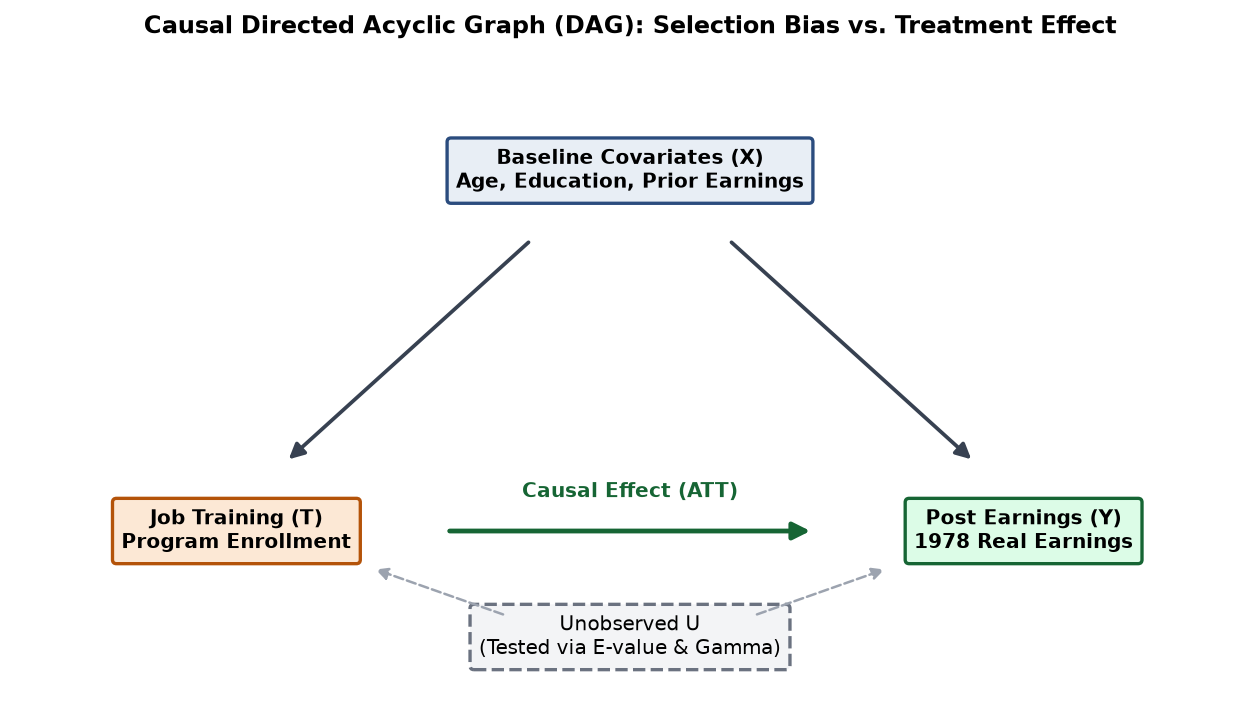 Causal Directed Acyclic Graph (DAG): Selection Bias vs. Treatment Effect
Baseline Covariates (X)
Age, Education, Prior Earnings
Causal Effect (ATT)
Job Training (T)
Program Enrollment
Post Earnings (Y)
1978 Real Earnings
Unobserved U
(Tested via E-value & Gamma)